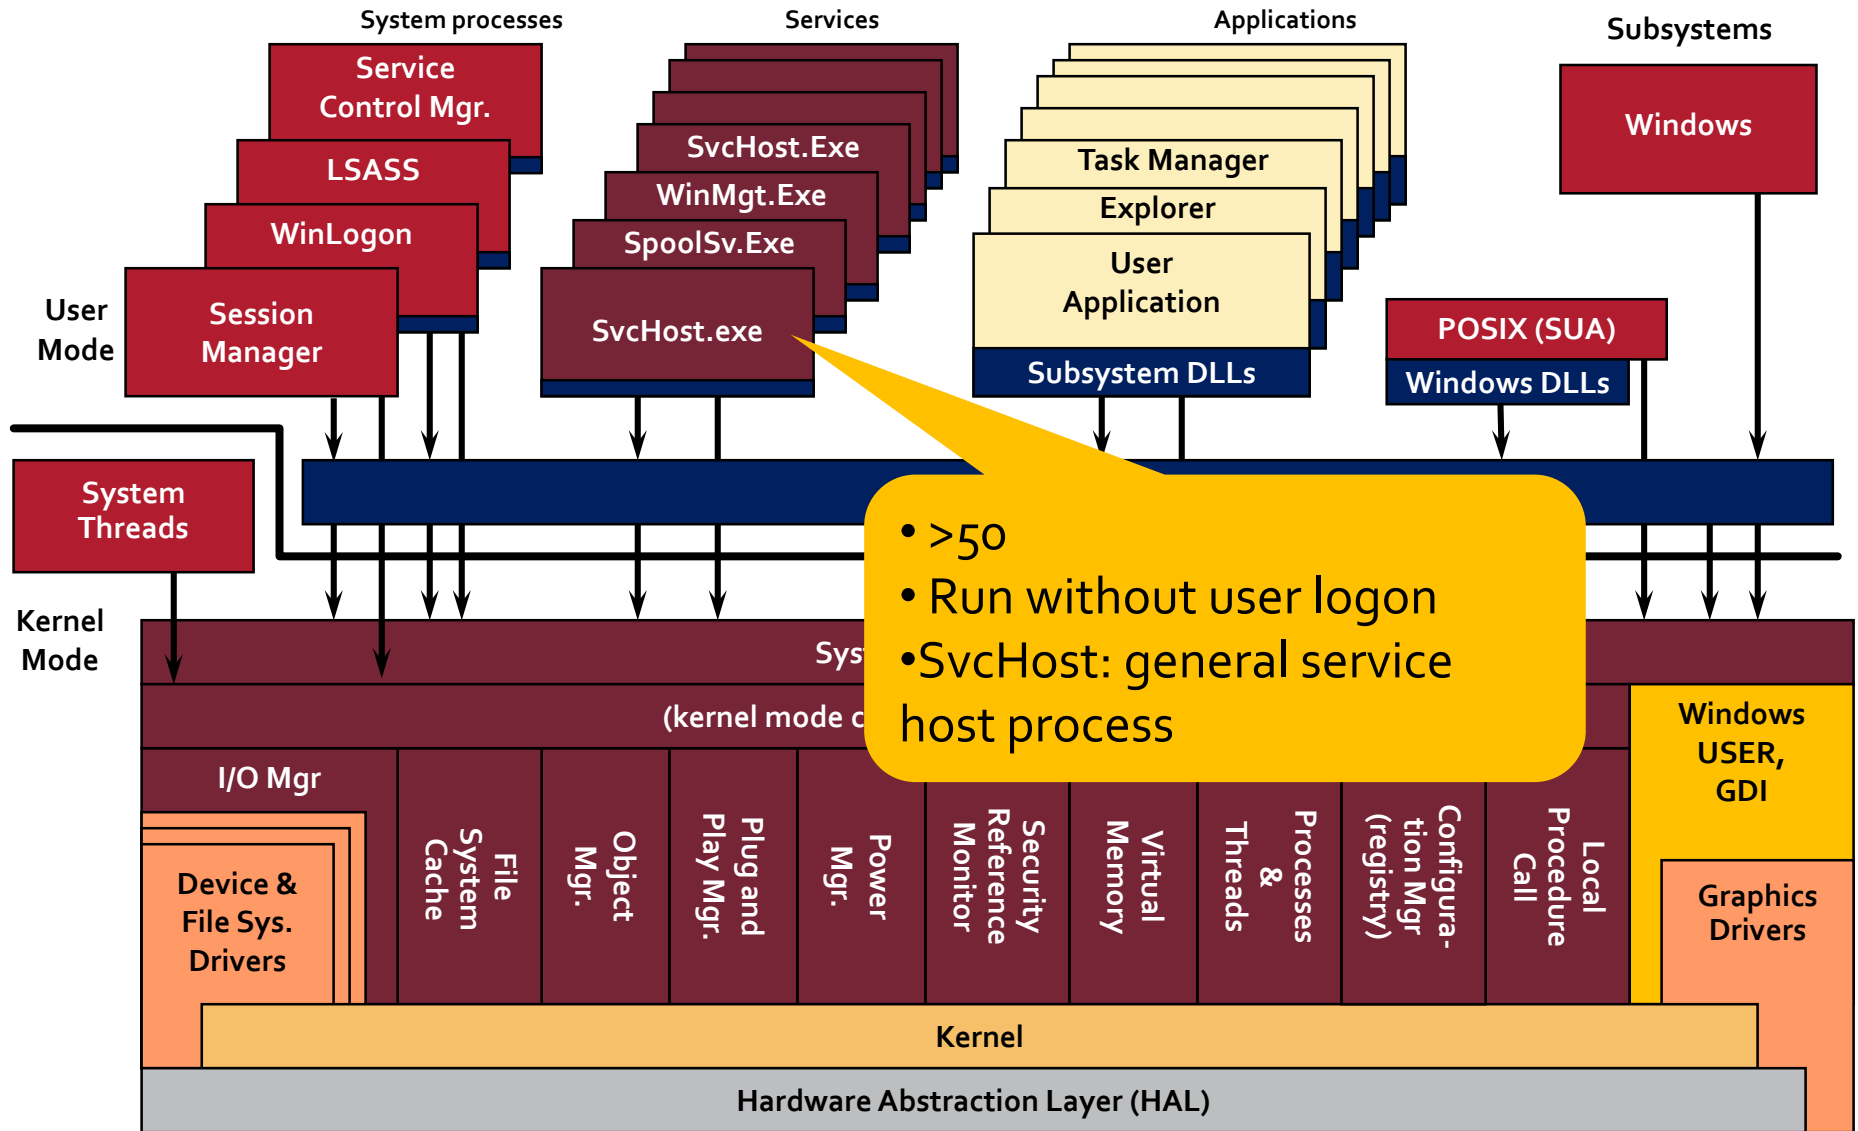 System processes
Services
Applications
Subsystems
Service
Control Mgr.
LSASS
WinLogon
Session
Manager
SvcHost.Exe
WinMgt.Exe
SpoolSv.Exe
SvcHost.exe
Task Manager
Explorer
User
Application
Subsystem DLLs
Windows
POSIX (SUA)
Windows DLLs
User
Mode
System
Threads
Kernel
Mode
• >50
• Run without user logon
•SvcHost: general service
host process
Sys
(kernel mode c
I/O Mgr
Device &
File Sys.
Drivers
File
System
Cache
Object
Mgr.
Plug and
Play Mgr.
Power
Mgr.
Security
Reference
Monitor
Virtual
Memory
Processes
&
Threads
Configura-
tion Mgr
(registry)
Local
Procedure
Call
Windows
USER,
GDI
Graphics
Drivers
Kernel
Hardware Abstraction Layer (HAL)